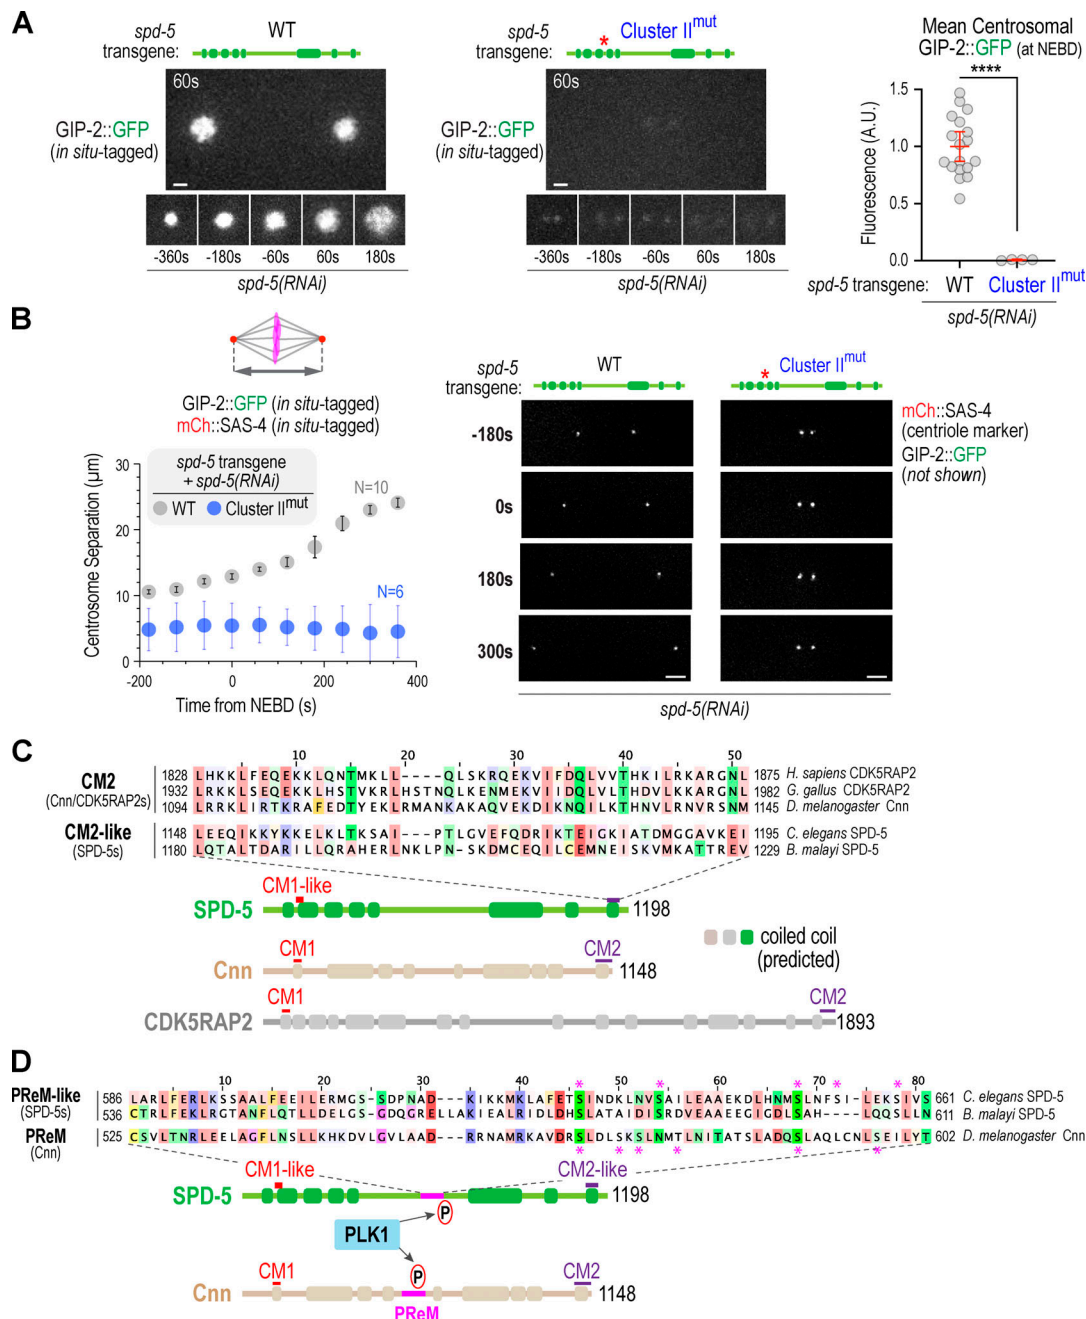 A
spd-5 transgene: WT
60s
GIP-2::GFP
(in situ-tagged)
-360s -180s -60s 60s 180s
spd-5(RNAi)
spd-5 transgene: * Cluster IImut
60s
GIP-2::GFP
(in situ-tagged)
-360s -180s -60s 60s 180s
spd-5(RNAi)
Mean Centrosomal
GIP-2::GFP (at NEBD)
****
Fluorescence (A.U.)
1.5
1.0
0.5
0.0
spd-5 transgene: WT Cluster IImut
spd-5(RNAi)
B
GIP-2::GFP (in situ-tagged)
mCh::SAS-4 (in situ-tagged)
Centrosome Separation (μm)
30
20
10
0
spd-5 transgene
+ spd-5(RNAi)
WT Cluster IImut
N=10
N=6
-200 0 200 400
Time from NEBD (s)
spd-5
transgene:
WT
* Cluster IImut
-180s
0s
180s
300s
spd-5(RNAi)
mCh::SAS-4
(centriole marker)
GIP-2::GFP
(not shown)
C
10 20 30 40 50
CM2
(Cnn/CDK5RAP2s)
1828 LHKKLFEQEKKLQNTMKLL----QLSKRQEKVIFDQLVVTHKILRKARGNL 1875 H. sapiens CDK5RAP2
1932 LRKKLSEQEKKLHSTVKRLHSTNQLKENQEKVIFDQLLITHKVLRKARGNL 1982 G. gallus CDK5RAP2
1094 LRRKLIRTKRAFEDTYEKLRMANKAKAQVEKDIKNQILKTHNVLRNVRSNM 1145 D. melanogaster Cnn
CM2-like
(SPD-5s)
1148 LEEQIKKYKKELKLTKSAI---PTLGVEFQDRIKTEIGKIATDMGGAVKEI 1195 C. elegans SPD-5
1180 LQTALTDARILLQRAHERLNKLPN-SKDMCEQILCEMNEISKVMKATTREV 1229 B. malayi SPD-5
CM1-like
SPD-5 1198
CM1 CM2
Cnn 1148
coiled coil
(predicted)
CM1 CM2
CDK5RAP2 1893
D
10 20 30 40 50 60 70 80
PReM-like
(SPD-5s)
586 LARLFERLKSSAALFEEILERMGS-SDPNAED---KIKKMKLAFETSINDKLNVSAILEAAEKDLHNMSLNFSI-LEKSIVS 661 C. elegans SPD-5
536 CTRLFEKLRGTANFLQTLLDELGS-GDQGRELLAKIEALRIDLDHSLATAIDISRDVEAAEEGIGDLSLAH----LQQSLLN 611 B. malayi SPD-5
PReM
(Cnn)
525 CSVLTNRLEELAGFLNSLLKHKDVLGVLAAD---RRNAMRKAVDRSLDLSKSLNMTLNITATSLADQSLAQLCNLSEILYT 602 D. melanogaster Cnn
CM1-like CM2-like
SPD-5 1198
P
PLK1
P
CM1 CM2
Cnn 1148
PReM